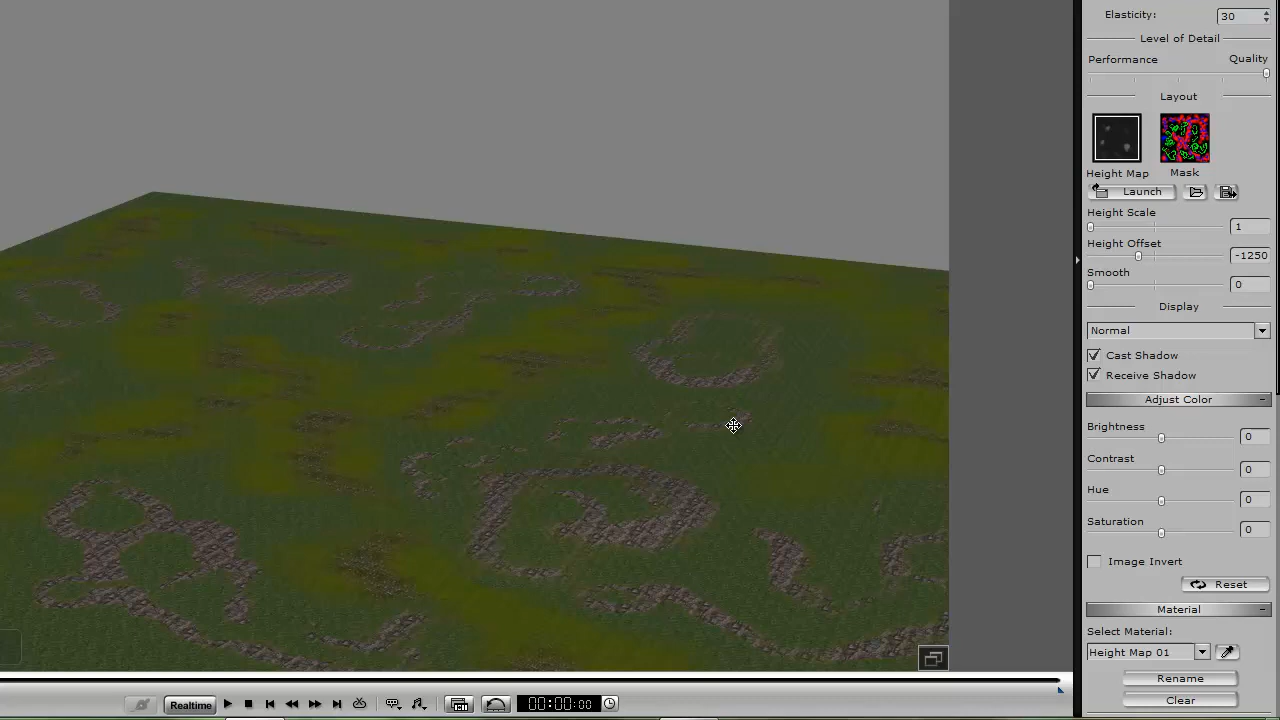 Elasticity: 30
Level of Detail
Performance Quality
Layout
Height Map Mask
Launch
Height Scale
1
Height Offset
-1250
Smooth
0
Display
Normal
Cast Shadow
Receive Shadow
Adjust Color
Brightness
0
Contrast
0
Hue
0
Saturation
0
Image Invert
Reset
Material
Select Material:
Height Map 01
Rename
Clear
Realtime 00:00:00